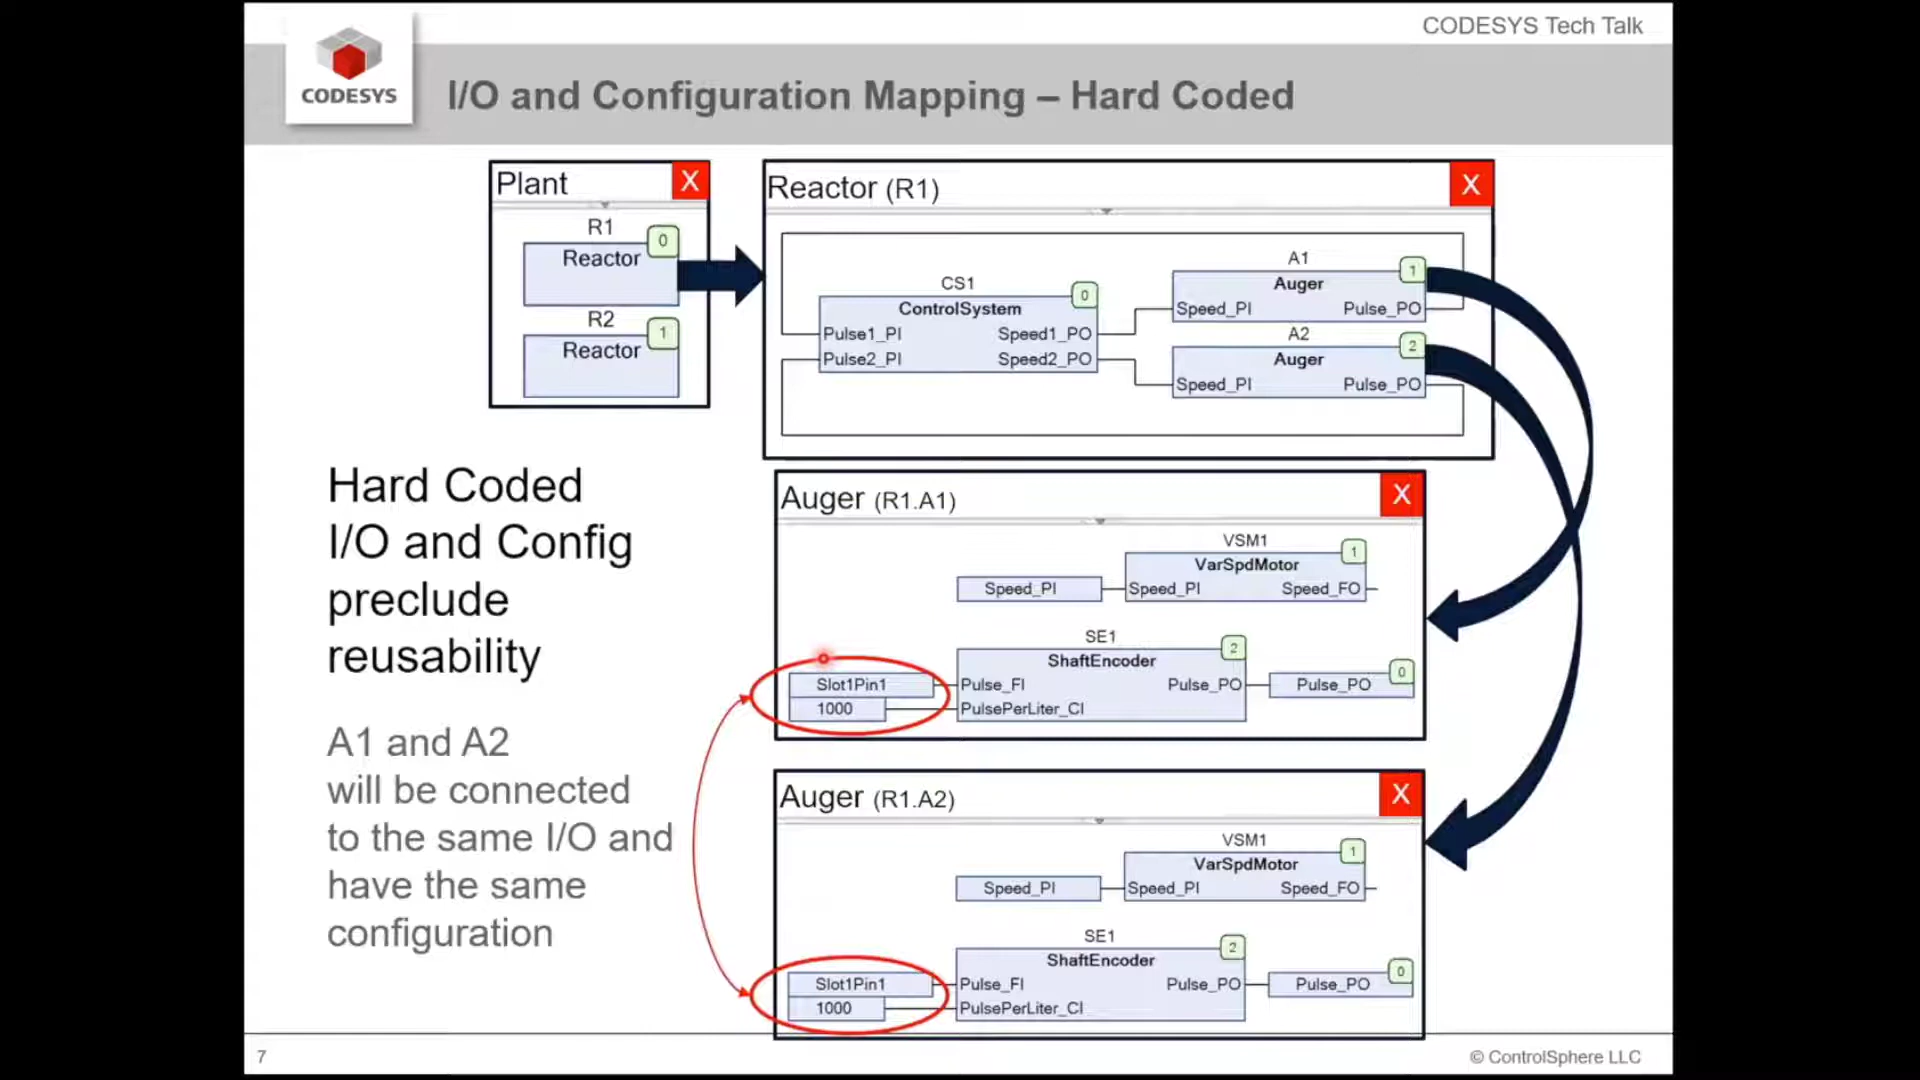 CODESYS Tech Talk
CODESYS
I/O and Configuration Mapping – Hard Coded
Plant
X
R1
0
Reactor
R2
1
Reactor
Reactor (R1)
X
CS1
0
ControlSystem
Pulse1_PI
Speed1_PO
Pulse2_PI
Speed2_PO
A1
1
Auger
Speed_PI
Pulse_PO
A2
2
Auger
Speed_PI
Pulse_PO
Hard Coded
I/O and Config
preclude
reusability
A1 and A2
will be connected
to the same I/O and
have the same
configuration
Auger (R1.A1)
X
VSM1
1
VarSpdMotor
Speed_PI
Speed_PI
Speed_FO
SE1
2
ShaftEncoder
Slot1Pin1
Pulse_FI
Pulse_PO
Pulse_PO
0
1000
PulsePerLiter_CI
Auger (R1.A2)
X
VSM1
1
VarSpdMotor
Speed_PI
Speed_PI
Speed_FO
SE1
2
ShaftEncoder
Slot1Pin1
Pulse_FI
Pulse_PO
Pulse_PO
0
1000
PulsePerLiter_CI
7
© ControlSphere LLC